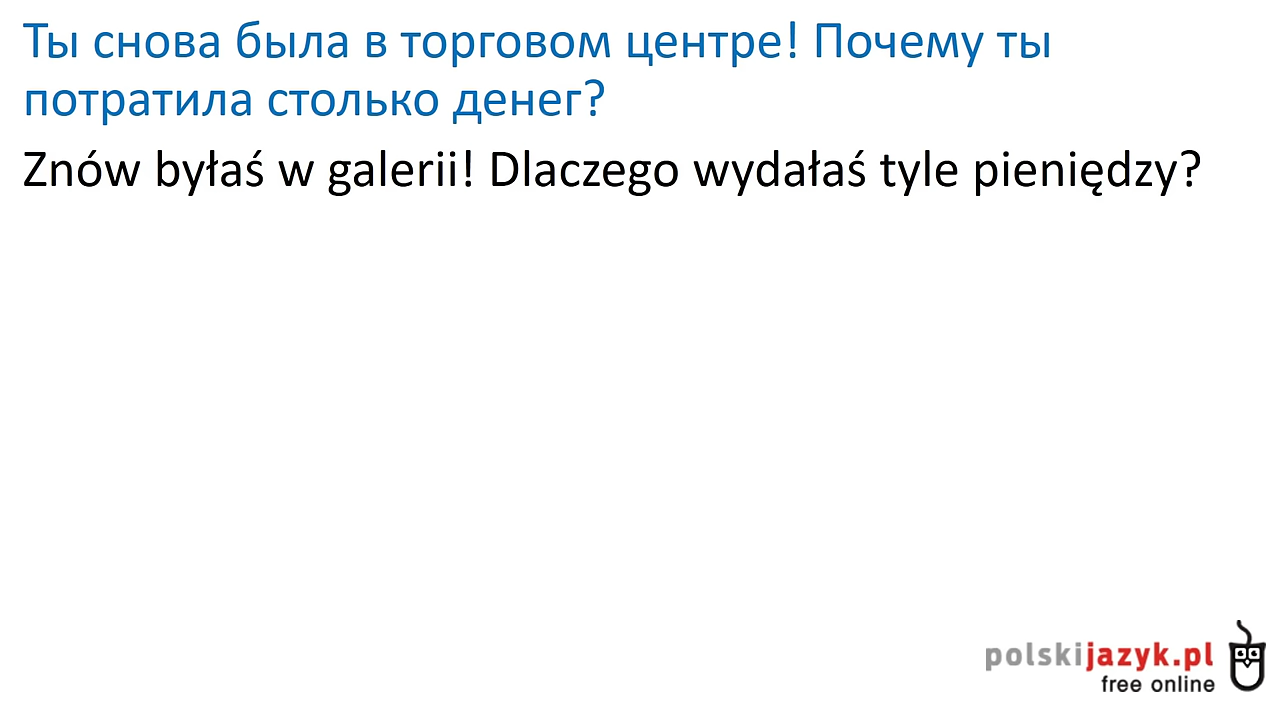 Ты снова была в торговом центре! Почему ты
потратила столько денег?
Znów byłaś w galerii! Dlaczego wydałaś tyle pieniędzy?
polskijazyk.pl
free online